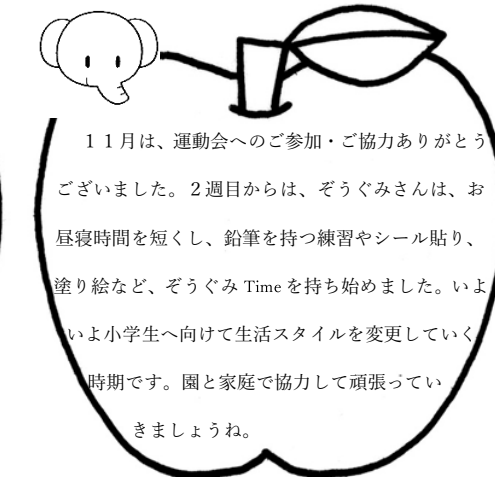 １１月は、運動会へのご参加・ご協力ありがとう
ございました。２週目からは、ぞうぐみさんは、お
昼寝時間を短くし、鉛筆を持つ練習やシール貼り、
塗り絵など、ぞうぐみ Time を持ち始めました。いよ
いよ小学生へ向けて生活スタイルを変更していく
時期です。園と家庭で協力して頑張ってい
きましょうね。